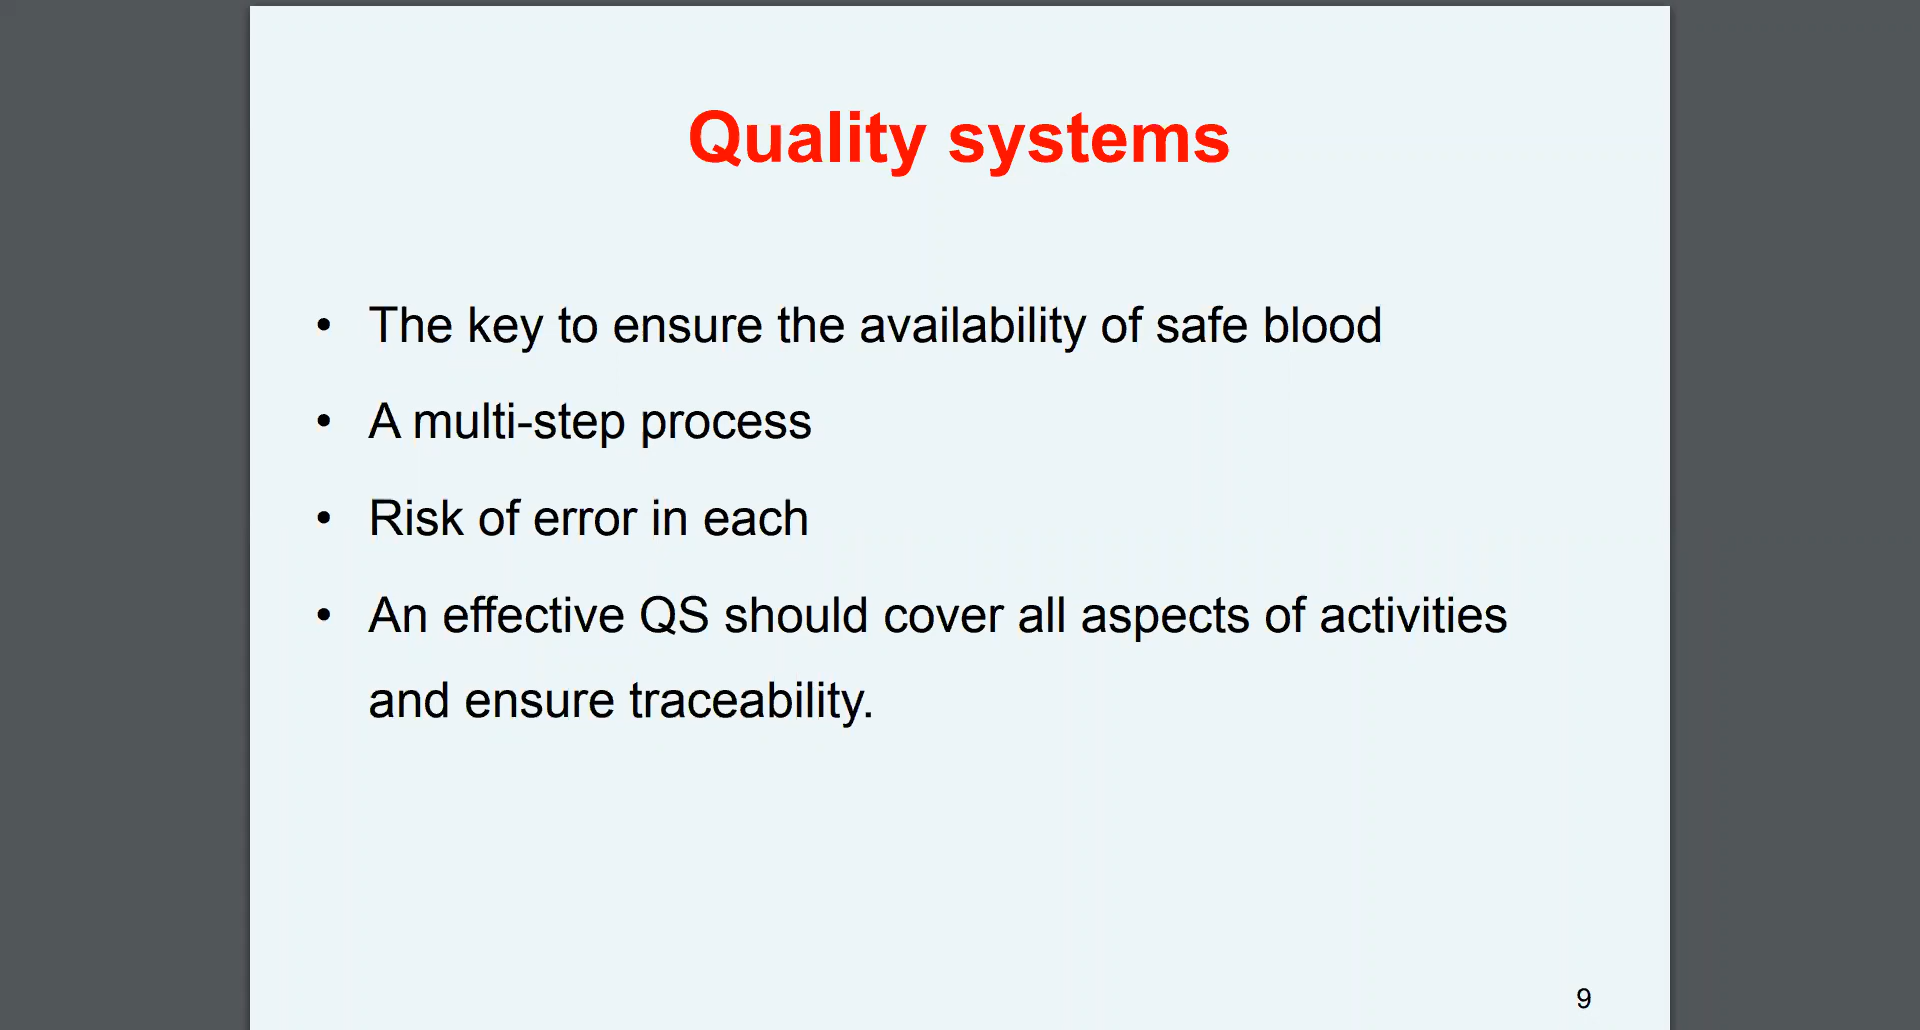 Quality systems
• The key to ensure the availability of safe blood
• A multi-step process
• Risk of error in each
• An effective QS should cover all aspects of activities
and ensure traceability.
9